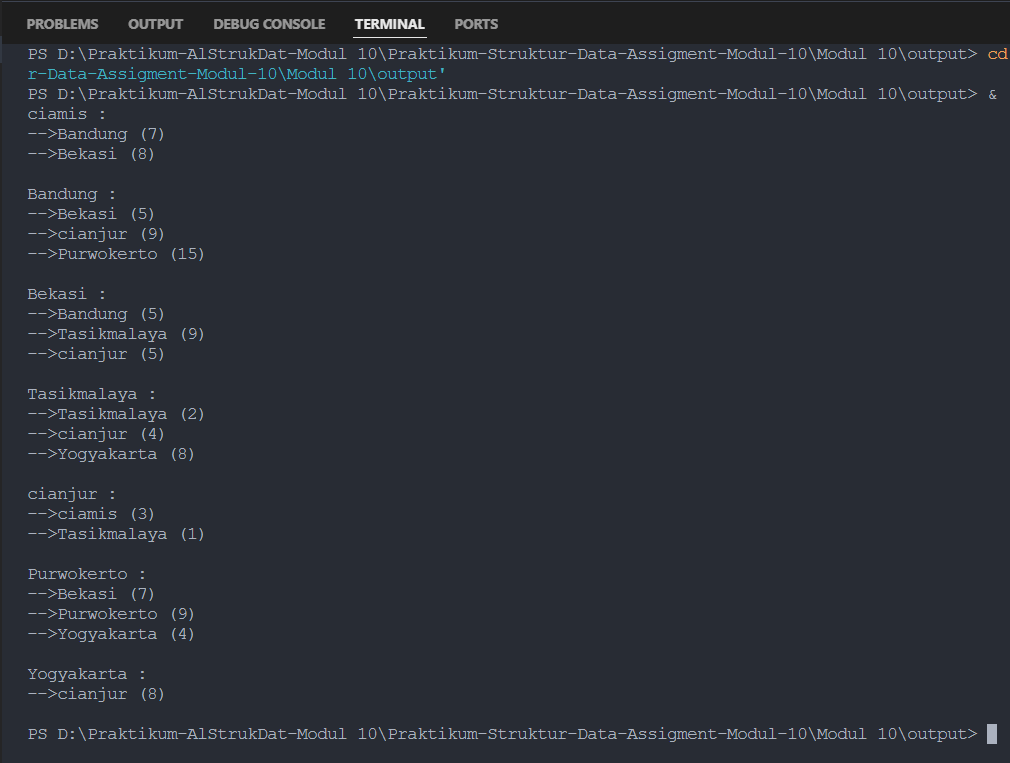 PROBLEMS OUTPUT DEBUG CONSOLE TERMINAL PORTS
PS D:\Praktikum-AlStrukDat-Modul 10\Praktikum-Struktur-Data-Assigment-Modul-10\Modul 10\output> cd
r-Data-Assigment-Modul-10\Modul 10\output'
PS D:\Praktikum-AlStrukDat-Modul 10\Praktikum-Struktur-Data-Assigment-Modul-10\Modul 10\output> &
ciamis :
-->Bandung (7)
-->Bekasi (8)
Bandung :
-->Bekasi (5)
-->cianjur (9)
-->Purwokerto (15)
Bekasi :
-->Bandung (5)
-->Tasikmalaya (9)
-->cianjur (5)
Tasikmalaya :
-->Tasikmalaya (2)
-->cianjur (4)
-->Yogyakarta (8)
cianjur :
-->ciamis (3)
-->Tasikmalaya (1)
Purwokerto :
-->Bekasi (7)
-->Purwokerto (9)
-->Yogyakarta (4)
Yogyakarta :
-->cianjur (8)
PS D:\Praktikum-AlStrukDat-Modul 10\Praktikum-Struktur-Data-Assigment-Modul-10\Modul 10\output>